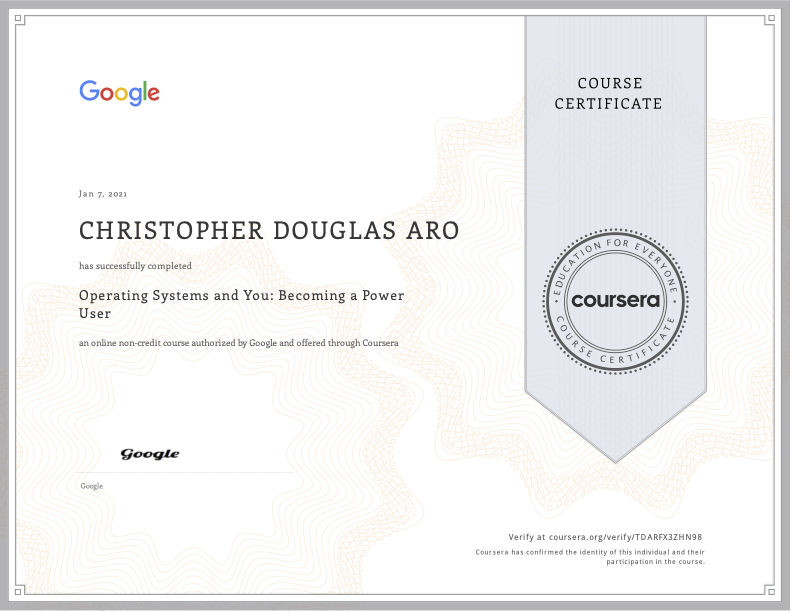 Google
COURSE
CERTIFICATE
Jan 7, 2021
CHRISTOPHER DOUGLAS ARO
has successfully completed
Operating Systems and You: Becoming a Power
User
an online non-credit course authorized by Google and offered through Coursera
EDUCATION FOR EVERYONE
coursera
COURSE CERTIFICATE
Google
Google
Verify at coursera.org/verify/TDARFX3ZHN98
Coursera has confirmed the identity of this individual and their
participation in the course.